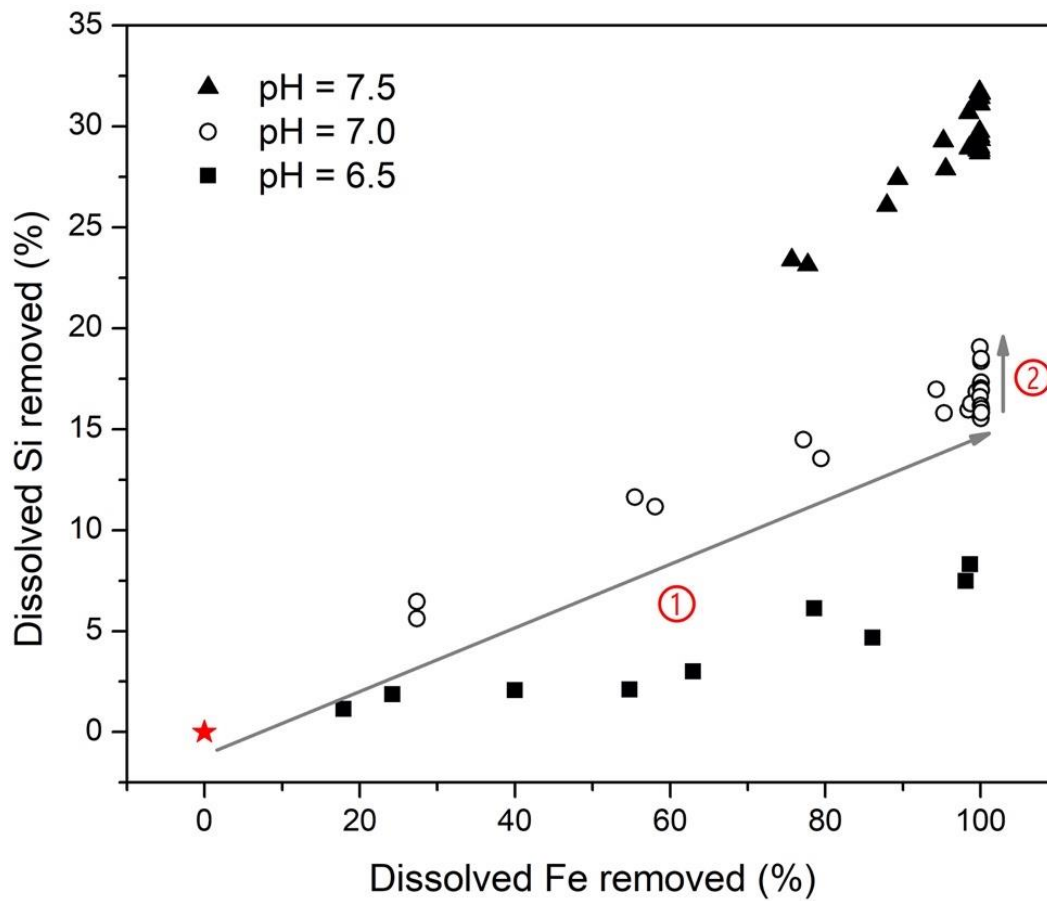 35
30
25
20
15
10
5
0
Dissolved Si removed (%)
pH = 7.5
pH = 7.0
pH = 6.5
1
2
0 20 40 60 80 100
Dissolved Fe removed (%)